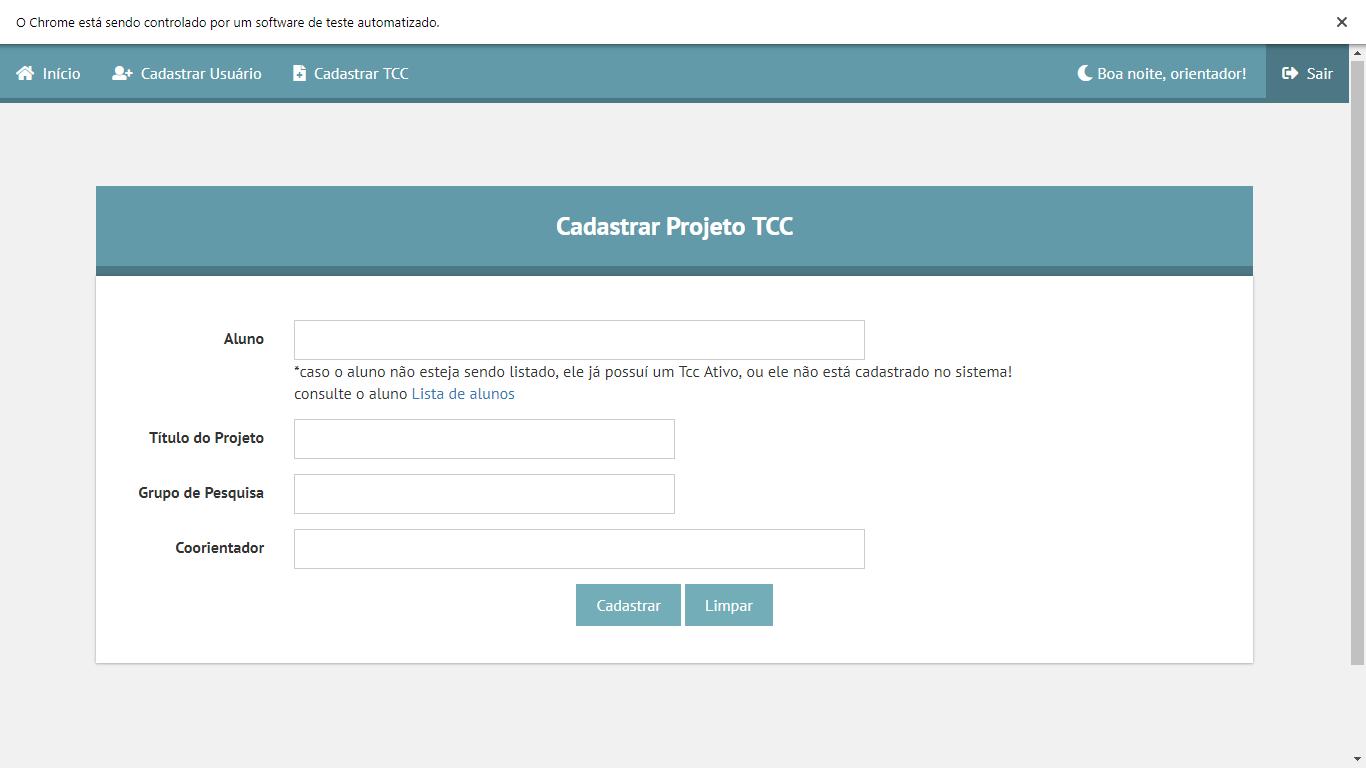 O Chrome está sendo controlado por um software de teste automatizado.
Início Cadastrar Usuário Cadastrar TCC Boa noite, orientador! Sair
Cadastrar Projeto TCC
Aluno
*caso o aluno não esteja sendo listado, ele já possuí um Tcc Ativo, ou ele não está cadastrado no sistema!
consulte o aluno Lista de alunos
Título do Projeto
Grupo de Pesquisa
Coorientador
Cadastrar Limpar